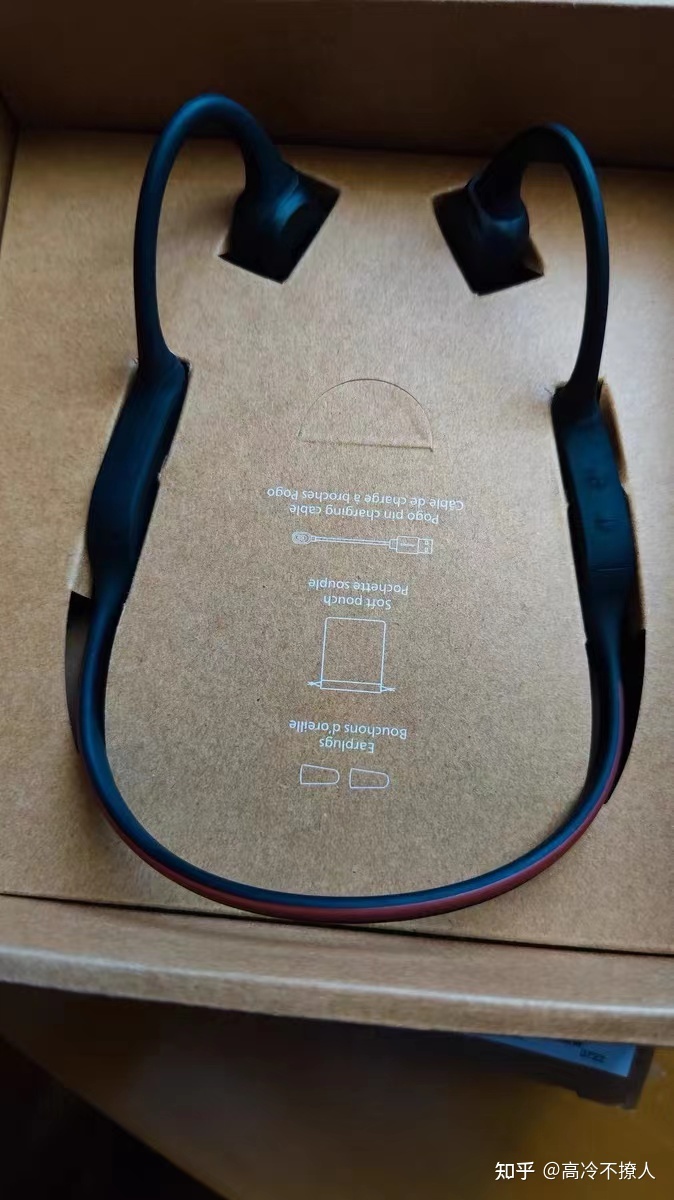 Earplugs
Bouchons d'oreille
Soft pouch
Pochette souple
Pogo pin charging cable
Câble de charge à broches Pogo
知乎 @高冷不撩人